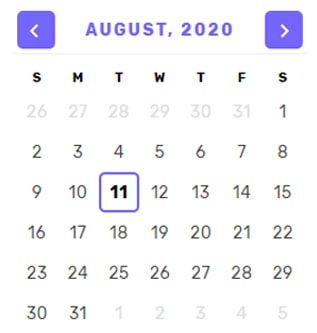 AUGUST, 2020
S M T W T F S
26 27 28 29 30 31 1
2 3 4 5 6 7 8
9 10 11 12 13 14 15
16 17 18 19 20 21 22
23 24 25 26 27 28 29
30 31 1 2 3 4 5